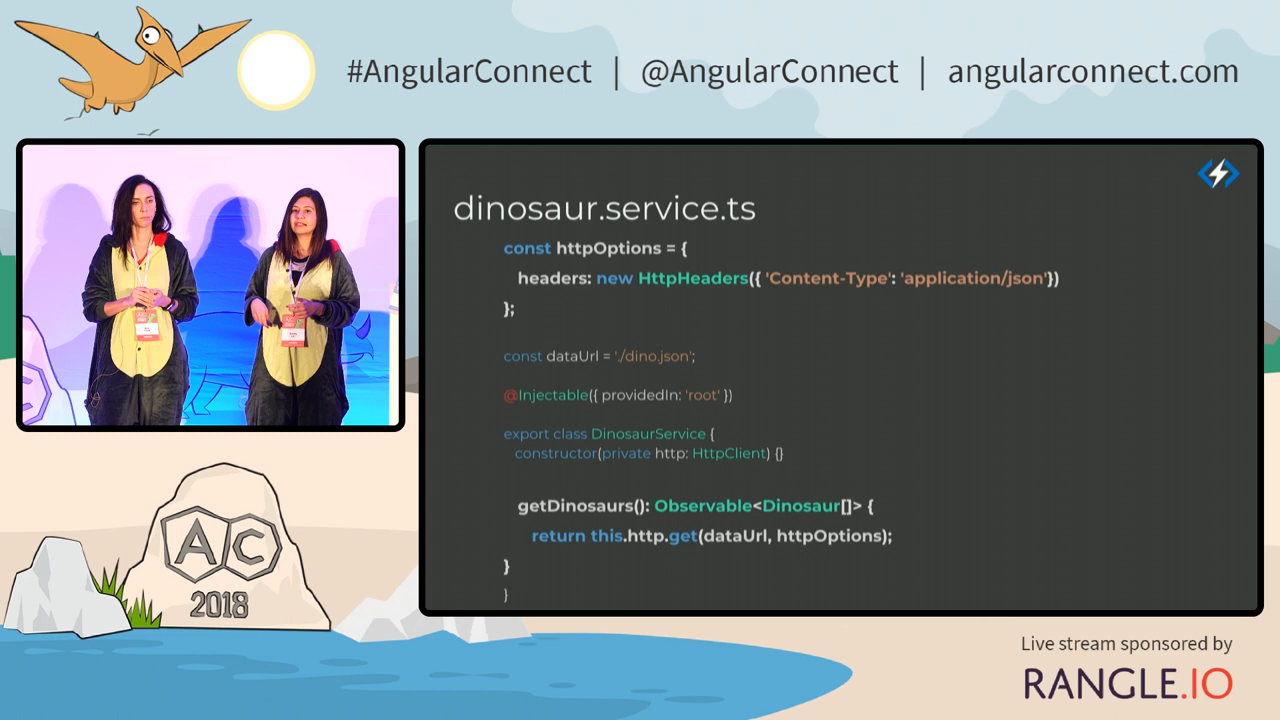 #AngularConnect | @AngularConnect | angularconnect.com
dinosaur.service.ts
const httpOptions = {
headers: new HttpHeaders({ 'Content-Type': 'application/json'})
};
const dataUrl = './dino.json';
@Injectable({ providedIn: 'root' })
export class DinosaurService {
constructor(private http: HttpClient) {}
getDinosaurs(): Observable<Dinosaur[]> {
return this.http.get(dataUrl, httpOptions);
}
}
AC
2018
Live stream sponsored by
RANGLE.IO